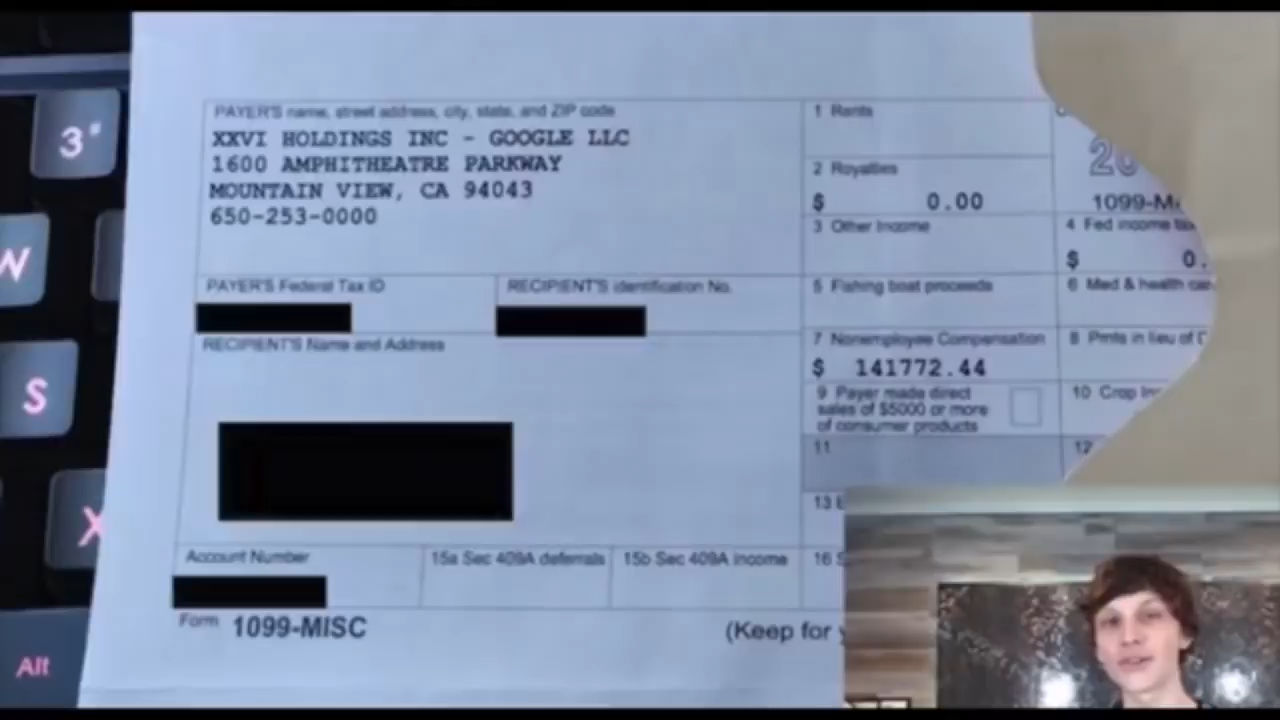 3"
W
S
X
Alt
PAYER'S name, street address, city, state, and ZIP code
XXVI HOLDINGS INC - GOOGLE LLC
1600 AMPHITHEATRE PARKWAY
MOUNTAIN VIEW, CA 94043
650-253-0000
PAYER'S Federal Tax ID
RECIPIENT'S identification No.
RECIPIENT'S Name and Address
Account Number
15a Sec 409A deferrals
15b Sec 409A income
Form 1099-MISC
(Keep for
1 Rents
2 Royalties
$ 0.00
3 Other Income
5 Fishing boat proceeds
7 Nonemployee Compensation
$ 141772.44
9 Payer made direct
sales of $5000 or more
of consumer products
11
13
16
20
1099-M
4 Fed income
$ 0.
6 Med & health
8 Pmts in lieu of
10 Crop
12